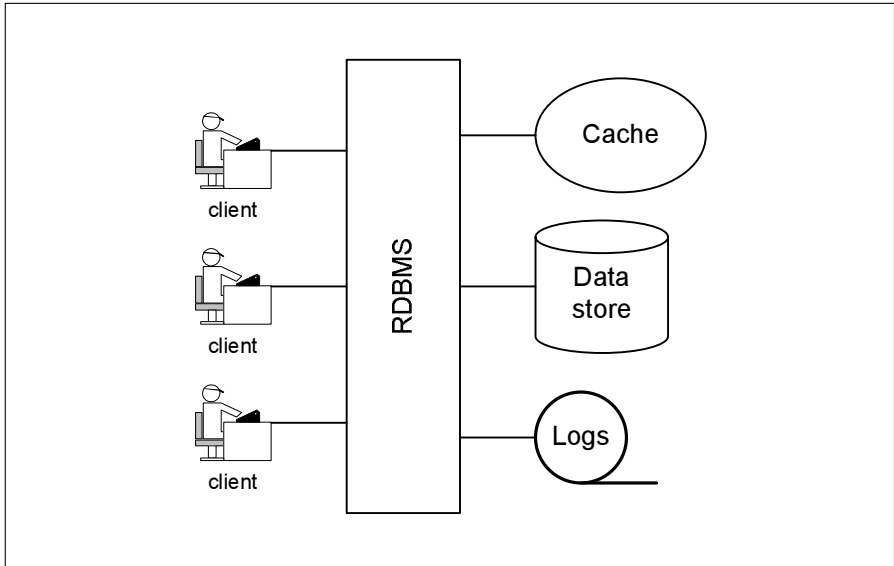 client
client
client
RDBMS
Cache
Data
store
Logs